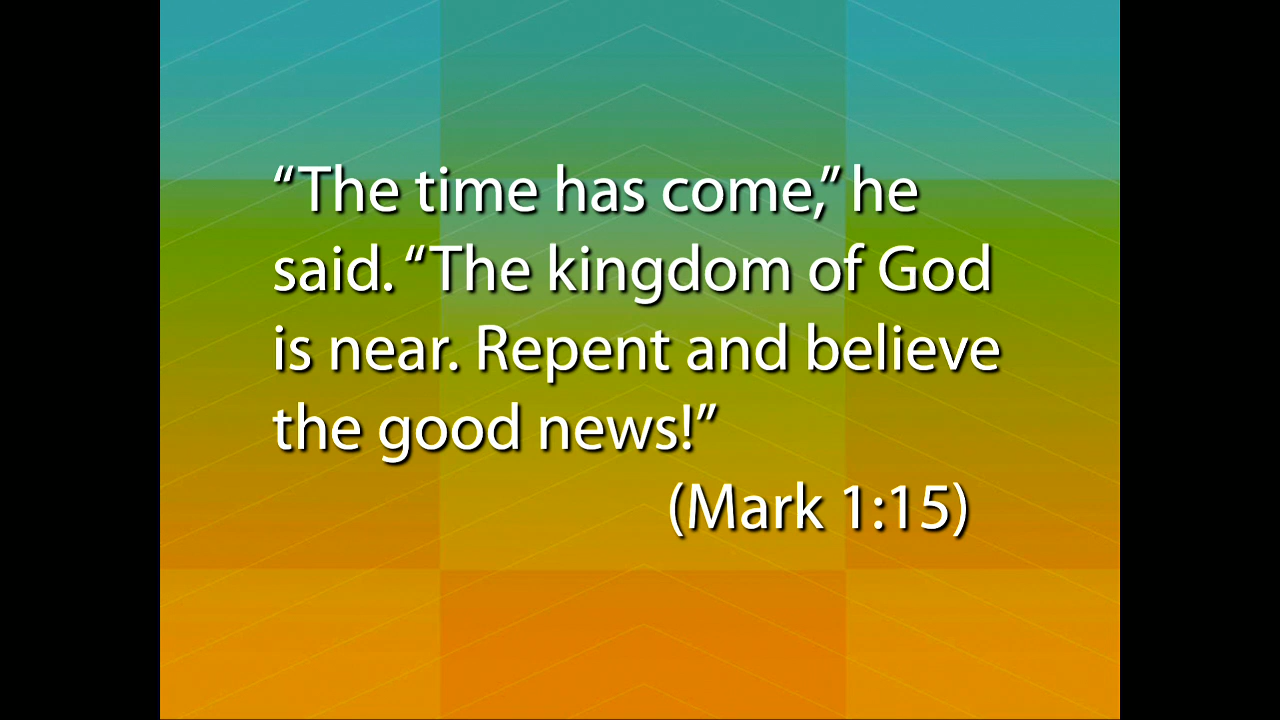 “The time has come,” he
said. “The kingdom of God
is near. Repent and believe
the good news!”
(Mark 1:15)